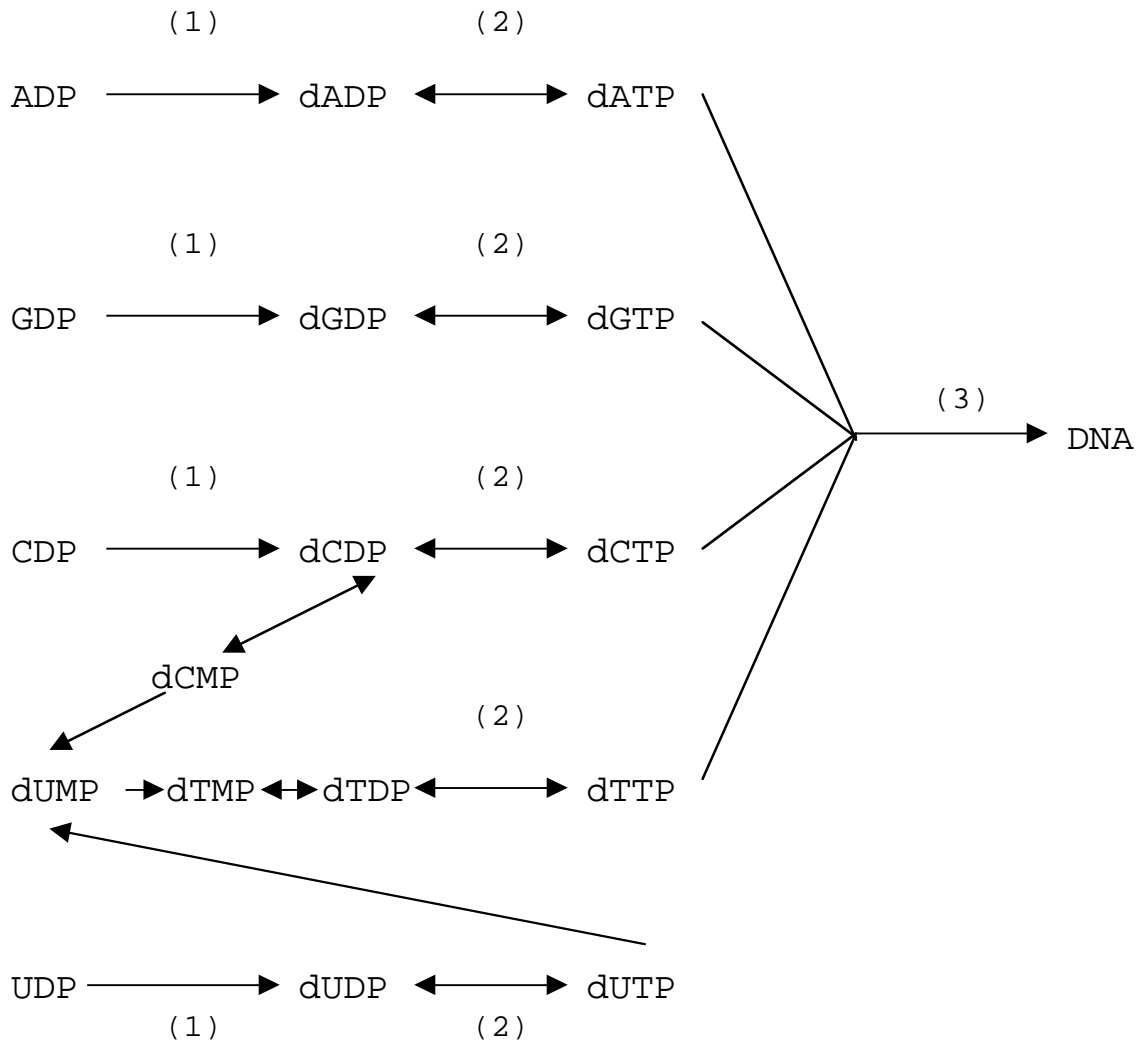 (1) (2)
ADP dADP dATP
(1) (2)
GDP dGDP dGTP
(3)
DNA
(1) (2)
CDP dCDP dCTP
dCMP
(2)
dUMP dTMP dTDP dTTP
UDP dUDP dUTP
(1) (2)